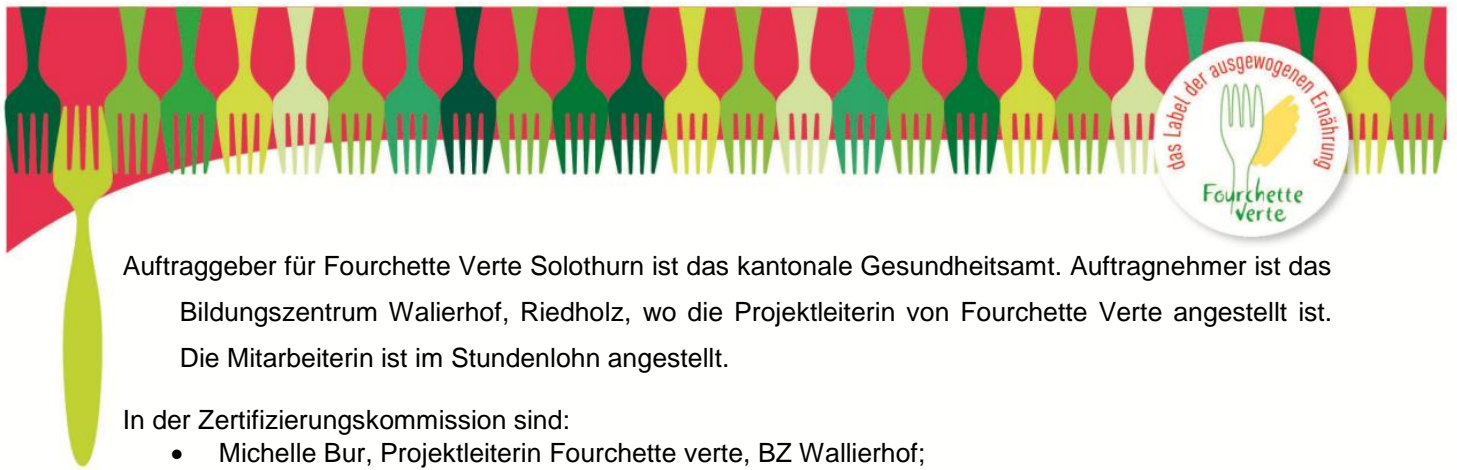 das Label der ausgewogenen Ernährung
Fourchette
verte
Auftraggeber für Fourchette Verte Solothurn ist das kantonale Gesundheitsamt. Auftragnehmer ist das
Bildungszentrum Walierhof, Riedholz, wo die Projektleiterin von Fourchette Verte angestellt ist.
Die Mitarbeiterin ist im Stundenlohn angestellt.
In der Zertifizierungskommission sind:
• Michelle Bur, Projektleiterin Fourchette verte, BZ Wallierhof;